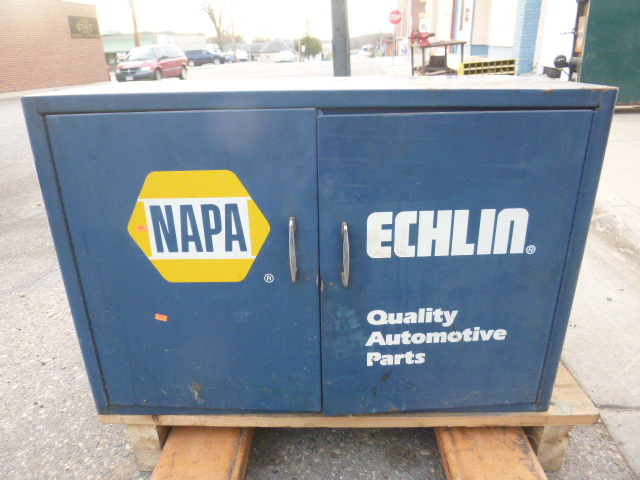 NAPA
®
ECHLIN®
Quality
Automotive
Parts